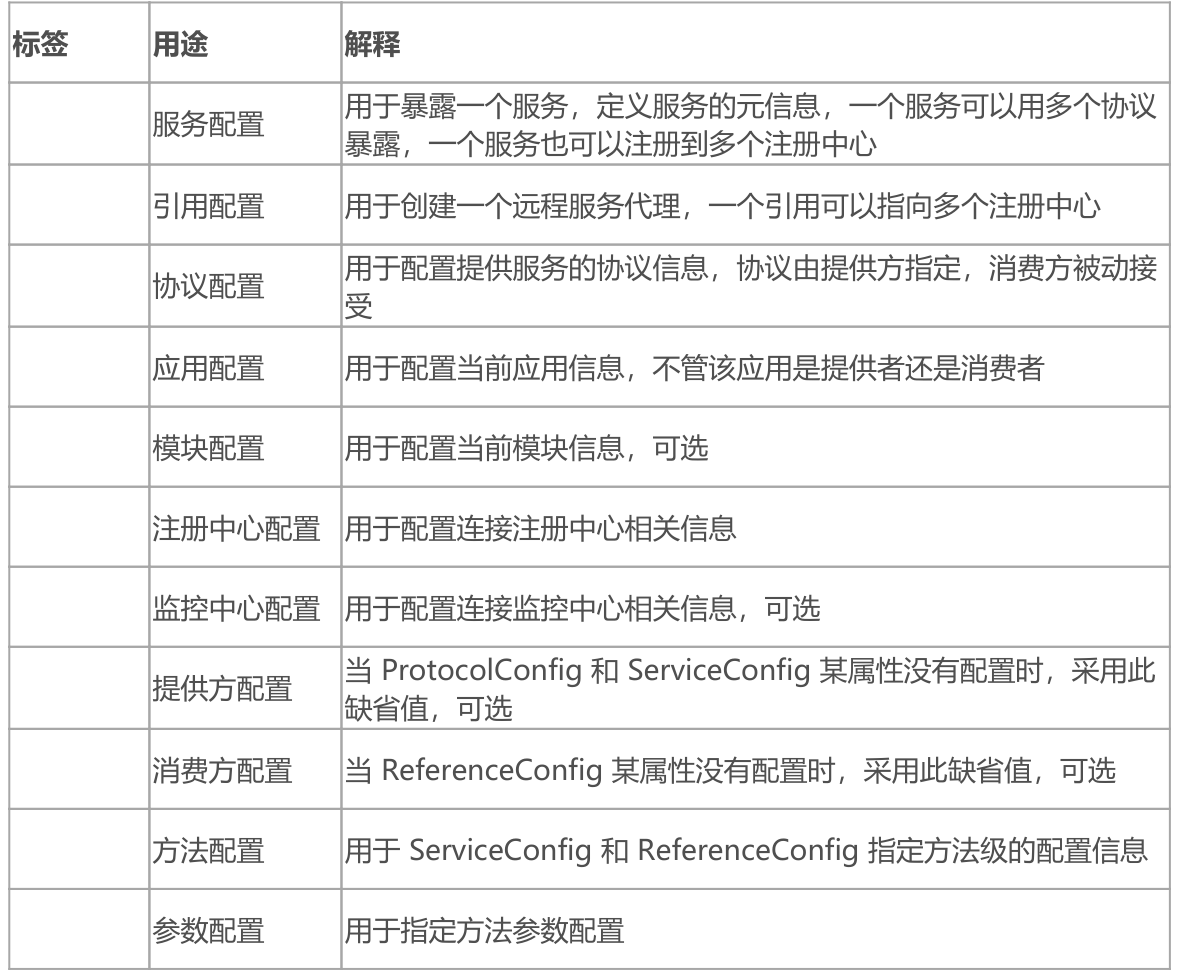 标签 用途 解释
服务配置 用于暴露一个服务，定义服务的元信息，一个服务可以用多个协议
暴露，一个服务也可以注册到多个注册中心
引用配置 用于创建一个远程服务代理，一个引用可以指向多个注册中心
协议配置 用于配置提供服务的协议信息，协议由提供方指定，消费方被动接
受
应用配置 用于配置当前应用信息，不管该应用是提供者还是消费者
模块配置 用于配置当前模块信息，可选
注册中心配置 用于配置连接注册中心相关信息
监控中心配置 用于配置连接监控中心相关信息，可选
提供方配置 当 ProtocolConfig 和 ServiceConfig 某属性没有配置时，采用此
缺省值，可选
消费方配置 当 ReferenceConfig 某属性没有配置时，采用此缺省值，可选
方法配置 用于 ServiceConfig 和 ReferenceConfig 指定方法级的配置信息
参数配置 用于指定方法参数配置